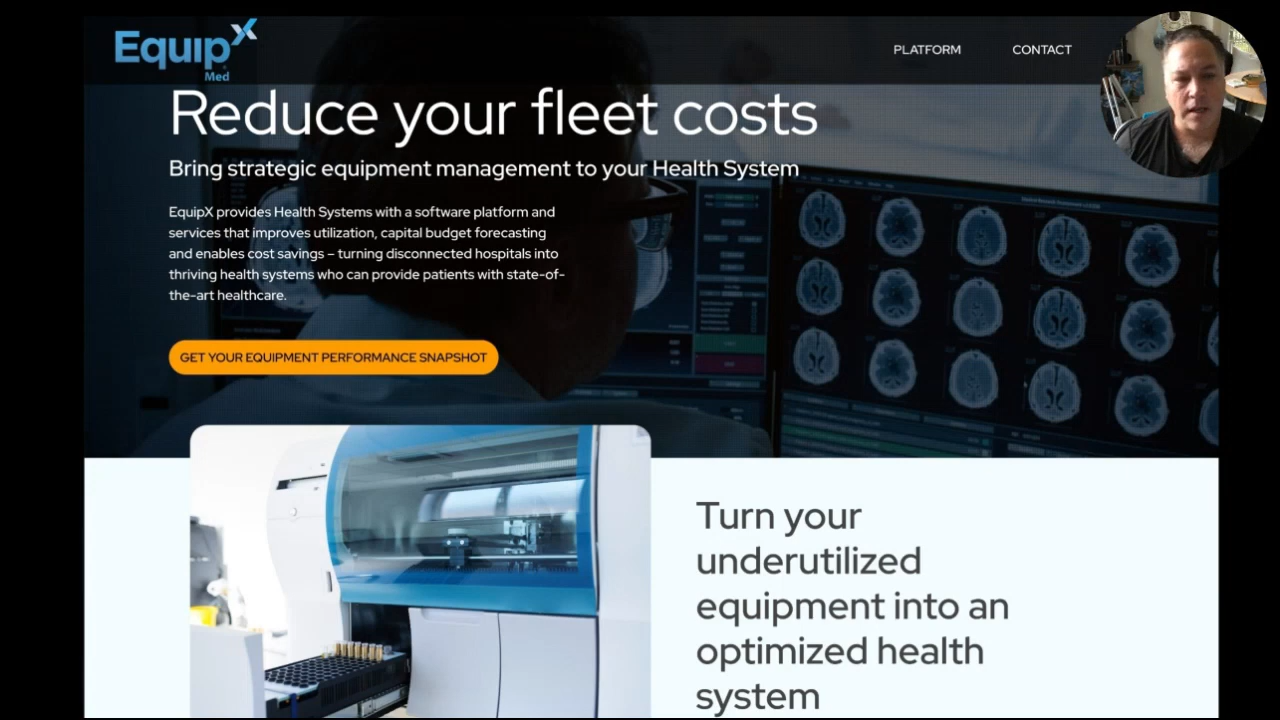 EquipX
Med
PLATFORM
CONTACT
Reduce your fleet costs
Bring strategic equipment management to your Health System
EquipX provides Health Systems with a software platform and
services that improves utilization, capital budget forecasting
and enables cost savings – turning disconnected hospitals into
thriving health systems who can provide patients with state-of-
the-art healthcare.
GET YOUR EQUIPMENT PERFORMANCE SNAPSHOT
Turn your
underutilized
equipment into an
optimized health
system